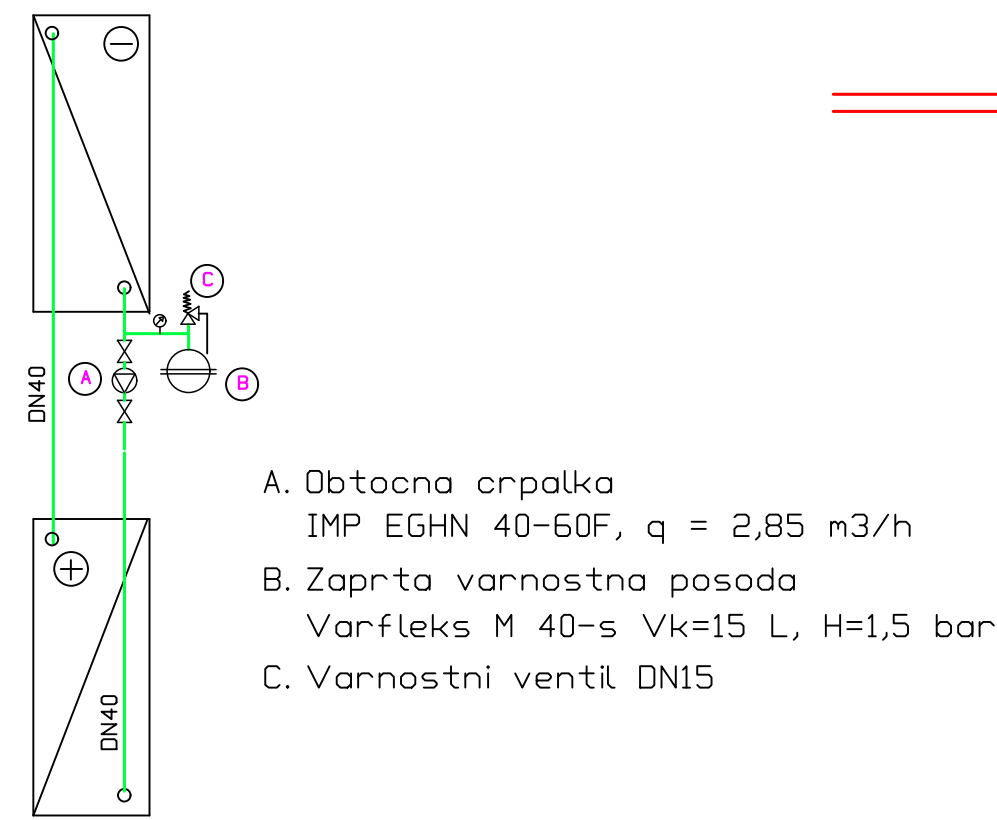 C
A
B
DN40
A. Obtocna crpalka
IMP EGHN 40-60F, q = 2,85 m3/h
B. Zaprta varnostna posoda
Varfleks M 40-s Vk=15 L, H=1,5 bar
C. Varnostni ventil DN15
DN40